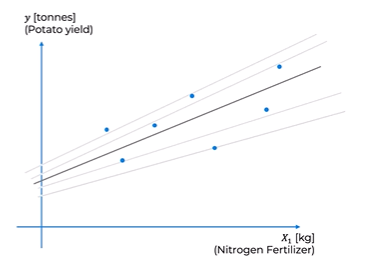 y [tonnes]
(Potato yield)
X₁ [kg]
(Nitrogen Fertilizer)